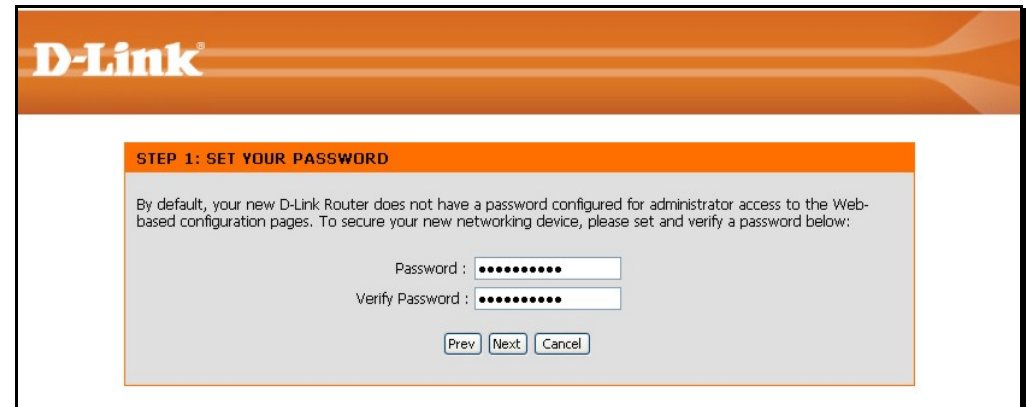 D-Link®
STEP 1: SET YOUR PASSWORD
By default, your new D-Link Router does not have a password configured for administrator access to the Web-
based configuration pages. To secure your new networking device, please set and verify a password below:
Password : ●●●●●●●●●●
Verify Password : ●●●●●●●●●●
Prev Next Cancel